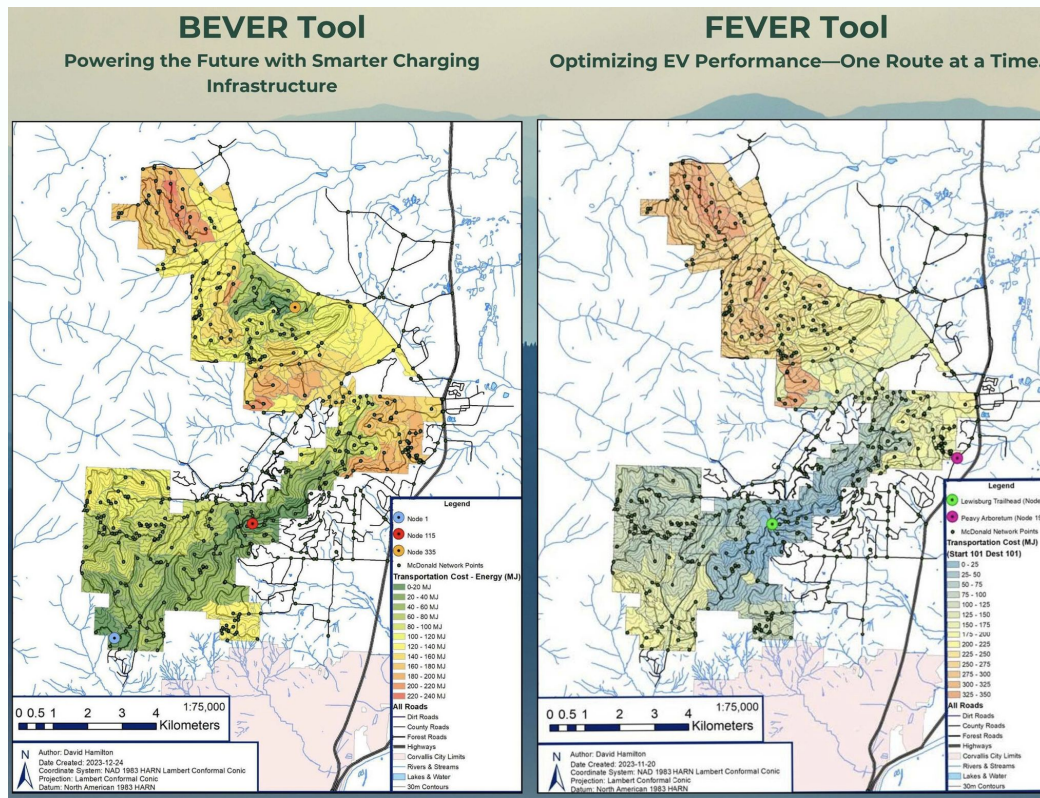 BEVER Tool
Powering the Future with Smarter Charging
Infrastructure
Legend
Node 1
Node 115
Node 335
McDonald Network Points
Transportation Cost - Energy (MJ)
0-20 MJ
20 - 40 MJ
40 - 60 MJ
60 - 80 MJ
80 - 100 MJ
100 - 120 MJ
120 - 140 MJ
140 - 160 MJ
160 - 180 MJ
180 - 200 MJ
200 - 220 MJ
220 - 240 MJ
All Roads
Dirt Roads
County Roads
Forest Roads
Highways
Corvallis City Limits
Rivers & Streams
Lakes & Water
30m Contours
1:75,000
0 0.5 1 2 3 4
Kilometers
N
Author: David Hamilton
Date Created: 2023-12-24
Coordinate System: NAD 1983 HARN Lambert Conformal Conic
Projection: Lambert Conformal Conic
Datum: North American 1983 HARN
FEVER Tool
Optimizing EV Performance—One Route at a Time.
Legend
Lewisburg Trailhead (Node
Peavy Arboretum (Node 19
McDonald Network Points
Transportation Cost (MJ)
(Start 101 Dest 101)
0 - 25
25- 50
50 - 75
75 - 100
100 - 125
125 - 150
150 - 175
175 - 200
200 - 225
225 - 250
250 - 275
275 - 300
300 - 325
325 - 350
All Roads
Dirt Roads
County Roads
Forest Roads
Highways
Corvallis City Limits
Rivers & Streams
Lakes & Water
30m Contours
1:75,000
0 0.5 1 2 3 4
Kilometers
N
Author: David Hamilton
Date Created: 2023-11-20
Coordinate System: NAD 1983 HARN Lambert Conformal Conic
Projection: Lambert Conformal Conic
Datum: North American 1983 HARN